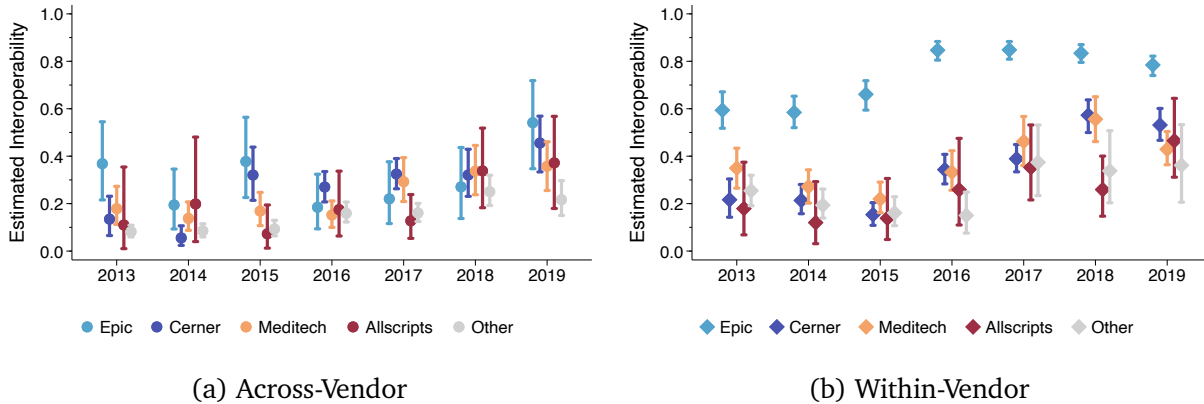 Estimated Interoperability
1.0
0.8
0.6
0.4
0.2
0.0
2013 2014 2015 2016 2017 2018 2019
Epic Cerner Meditech Allscripts Other
(a) Across-Vendor
Estimated Interoperability
1.0
0.8
0.6
0.4
0.2
0.0
2013 2014 2015 2016 2017 2018 2019
Epic Cerner Meditech Allscripts Other
(b) Within-Vendor